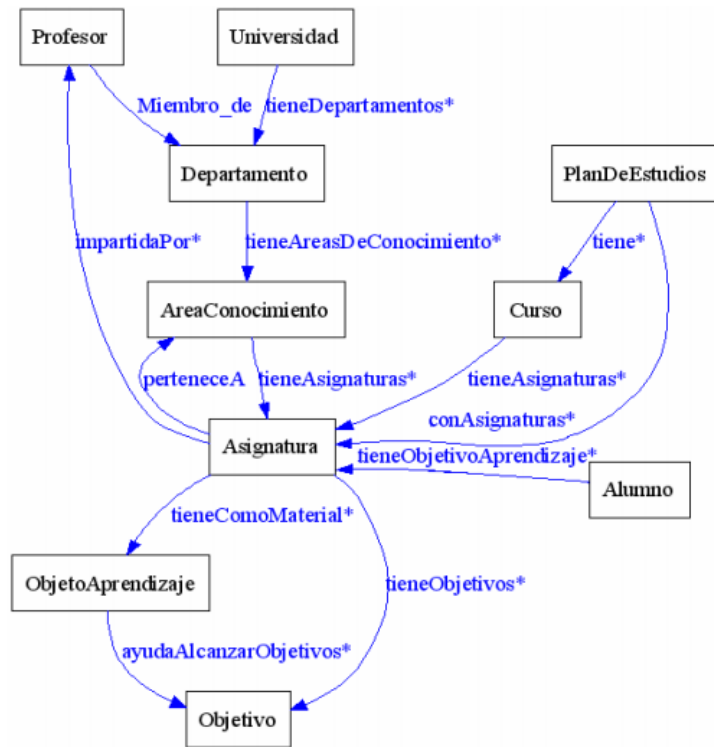 Profesor
Universidad
Miembro_de
tieneDepartamentos*
Departamento
PlanDeEstudios
impartidaPor*
tieneAreasDeConocimiento*
tiene*
AreaConocimiento
Curso
perteneceA
tieneAsignaturas*
tieneAsignaturas*
conAsignaturas*
Asignatura
tieneObjetivoAprendizaje*
Alumno
tieneComoMaterial*
ObjetoAprendizaje
tieneObjetivos*
ayudaAlcanzarObjetivos*
Objetivo